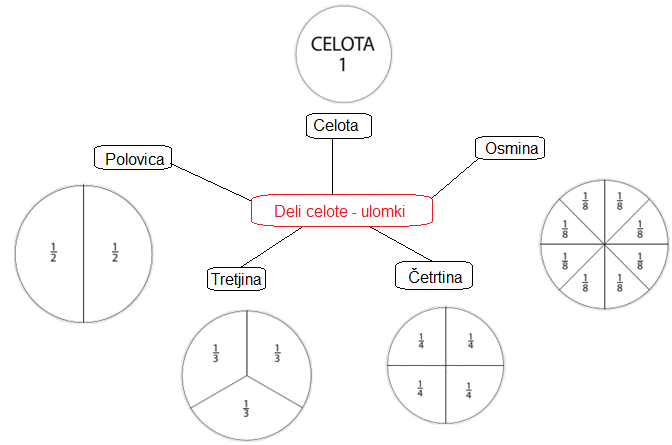 CELOTA
1
Celota
Polovica
Osmina
Deli celote - ulomki
Tretjina
Četrtina
1/2 1/2
1/3 1/3
1/3
1/4 1/4
1/4 1/4
1/8 1/8
1/8 1/8
1/8 1/8
1/8 1/8